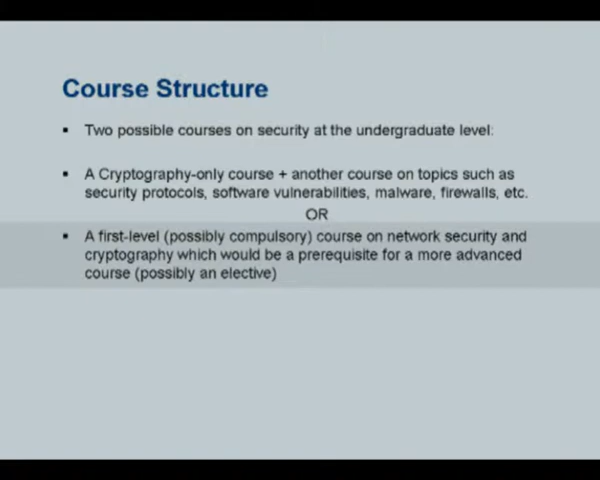 Course Structure
▪ Two possible courses on security at the undergraduate level:
▪ A Cryptography-only course + another course on topics such as
security protocols, software vulnerabilities, malware, firewalls, etc.
OR
▪ A first-level (possibly compulsory) course on network security and
cryptography which would be a prerequisite for a more advanced
course (possibly an elective)